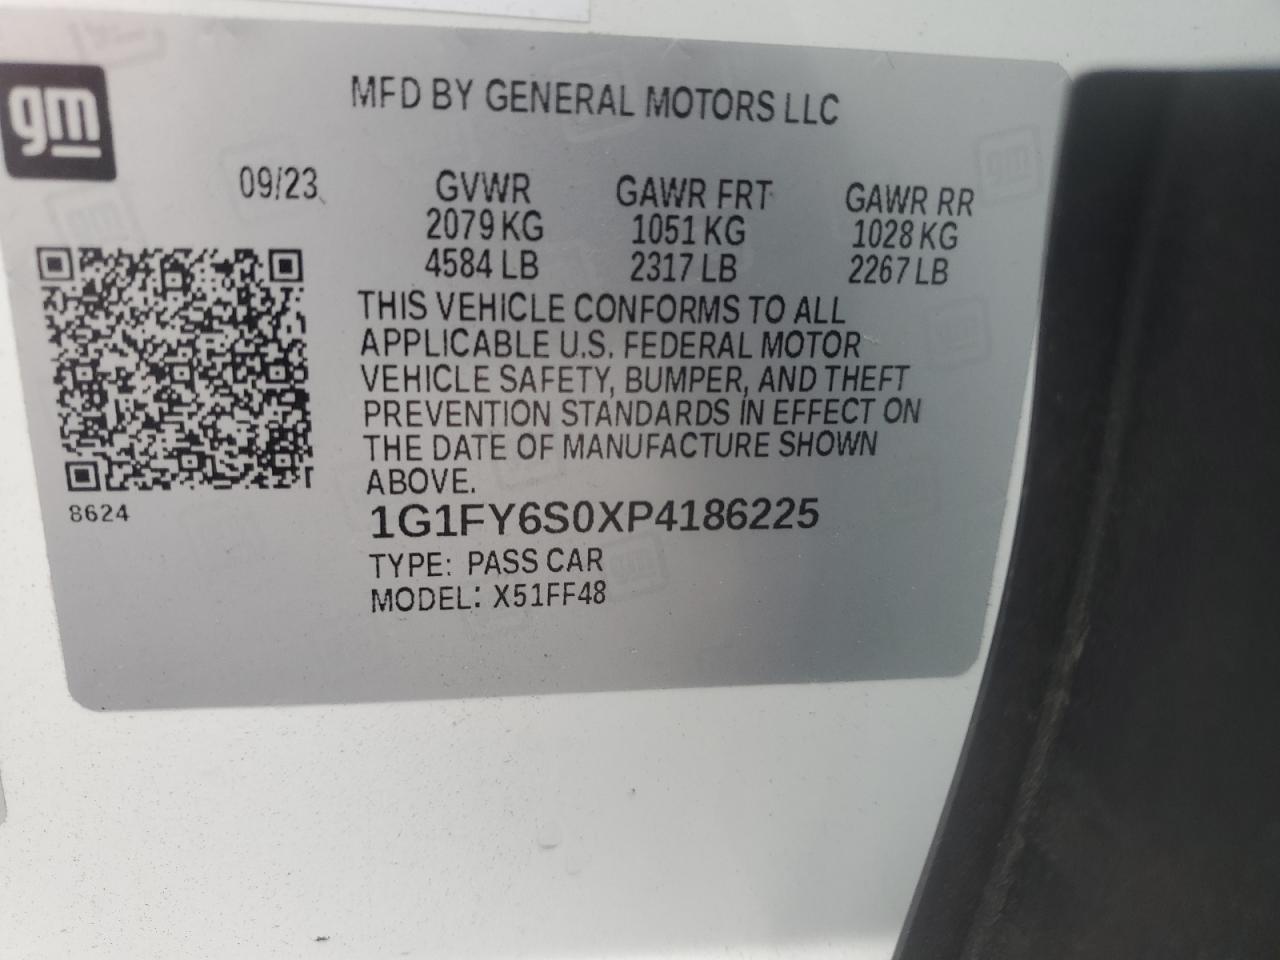 gm
MFD BY GENERAL MOTORS LLC
09/23 GVWR GAWR FRT GAWR RR
2079 KG 1051 KG 1028 KG
4584 LB 2317 LB 2267 LB
THIS VEHICLE CONFORMS TO ALL
APPLICABLE U.S. FEDERAL MOTOR
VEHICLE SAFETY, BUMPER, AND THEFT
PREVENTION STANDARDS IN EFFECT ON
THE DATE OF MANUFACTURE SHOWN
ABOVE.
8624
1G1FY6S0XP4186225
TYPE: PASS CAR
MODEL: X51FF48